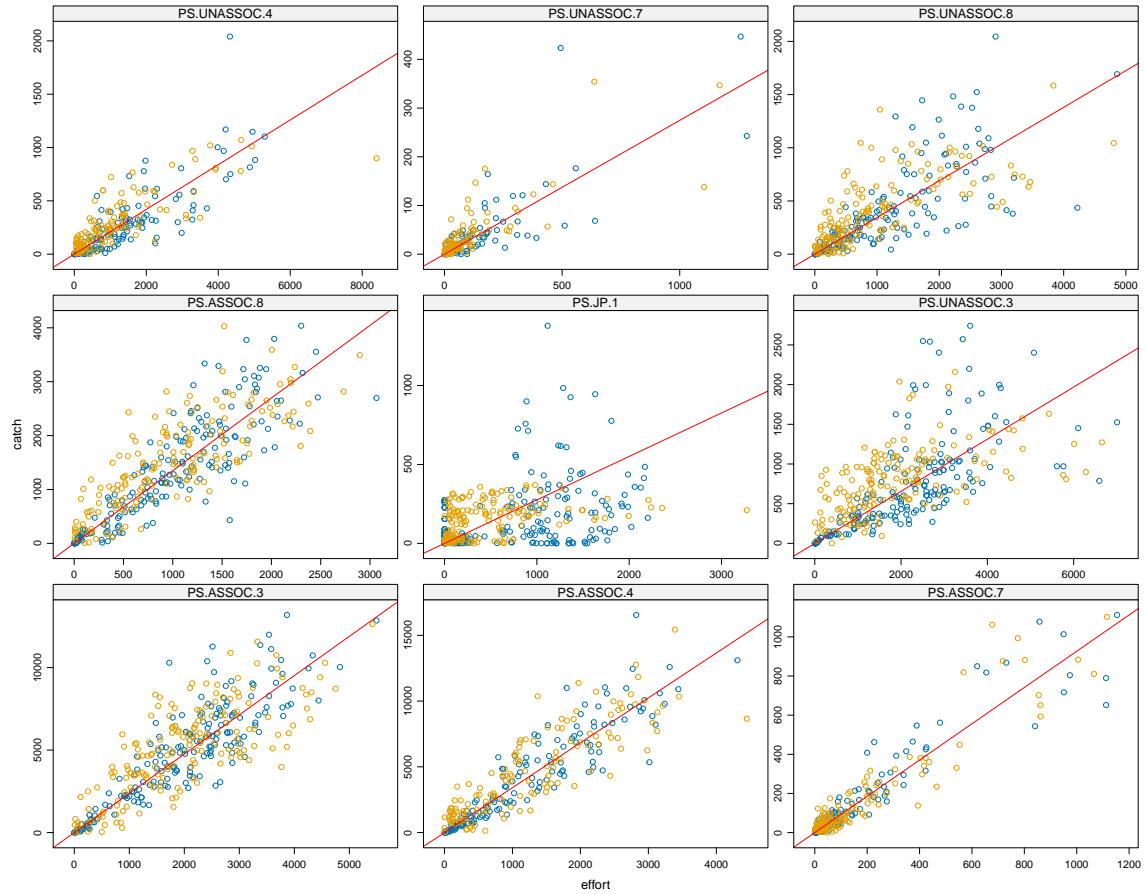 PS.UNASSOC.4 PS.UNASSOC.7 PS.UNASSOC.8
0 500 1000 1500 2000
0 2000 4000 6000 8000
0 100 200 400
0 500 1000
0 500 1000 1500 2000
0 1000 2000 3000 4000 5000
PS.ASSOC.8 PS.JP.1 PS.UNASSOC.3
catch
0 1000 2000 3000 4000
0 500 1000 1500 2000 2500 3000
0 500 1000
0 1000 2000 3000
0 500 1000 1500 2000 2500
0 2000 4000 6000
PS.ASSOC.3 PS.ASSOC.4 PS.ASSOC.7
0 5000 10000
0 1000 2000 3000 4000 5000
0 5000 10000 15000
0 1000 2000 3000 4000
0 200 400 600 800 1000
0 200 400 600 800 1000 1200
effort